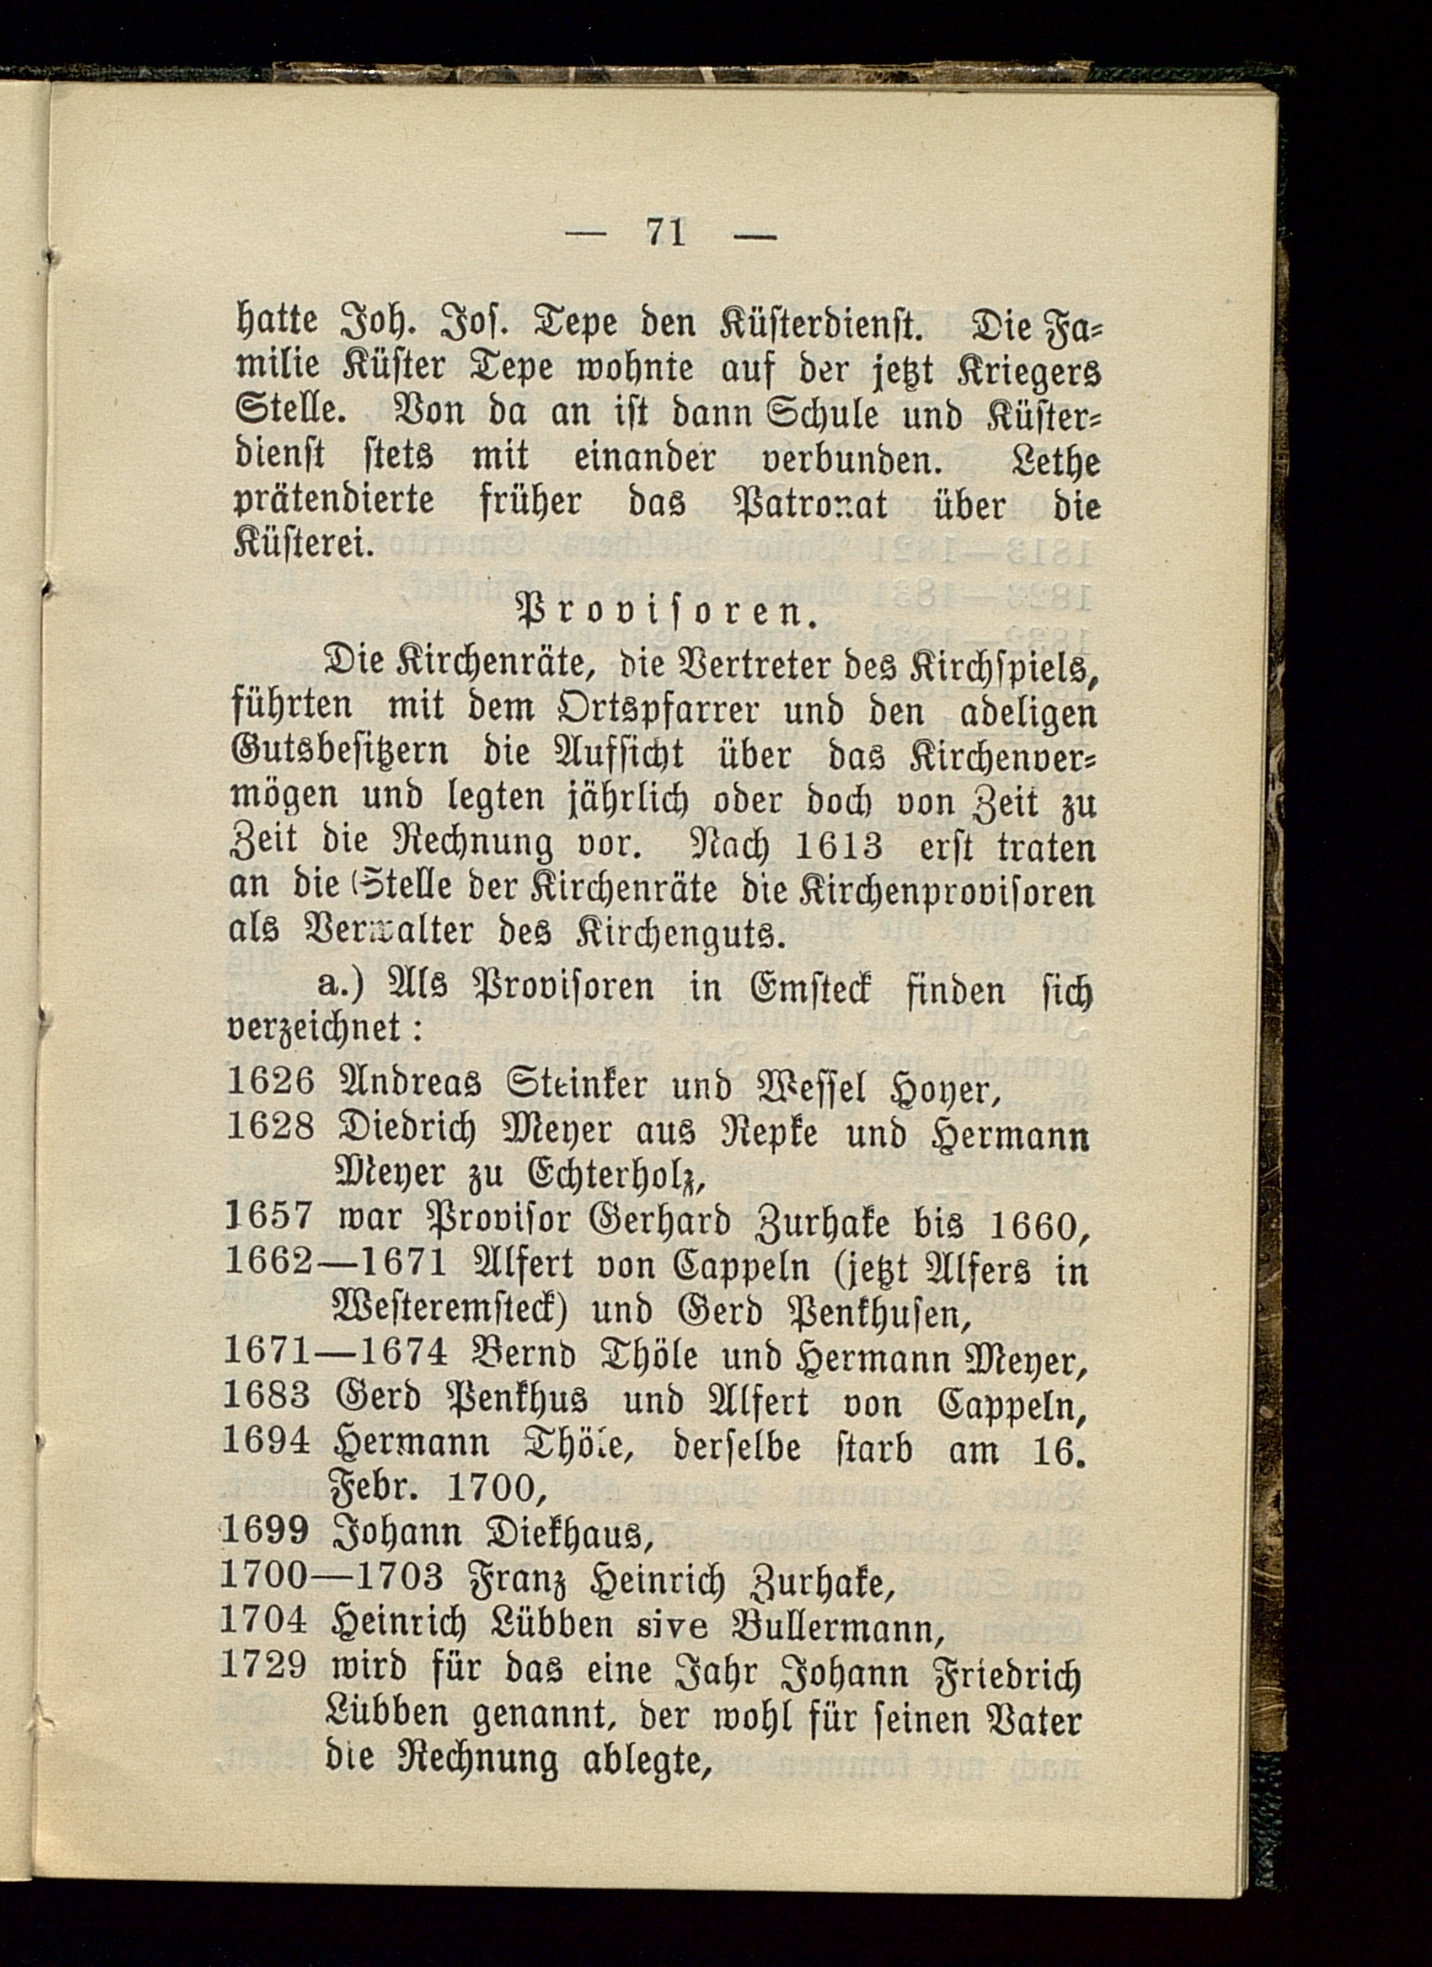 — 71 —
hatte Joh. Jos. Tepe den Küsterdienst. Die Fa-
milie Küster Tepe wohnte auf der jetzt Kriegers
Stelle. Von da an ist dann Schule und Küster-
dienst stets mit einander verbunden. Lethe
prätendierte früher das Patronat über die
Küsterei.
Provisoren.
Die Kirchenräte, die Vertreter des Kirchspiels,
führten mit dem Ortspfarrer und den adeligen
Gutsbesitzern die Aufsicht über das Kirchenver-
mögen und legten jährlich oder doch von Zeit zu
Zeit die Rechnung vor. Nach 1613 erst traten
an die Stelle der Kirchenräte die Kirchenprovisoren
als Verwalter des Kirchenguts.
a.) Als Provisoren in Emsteck finden sich
verzeichnet:
1626 Andreas Steinker und Wessel Hoyer,
1628 Diedrich Meyer aus Repke und Hermann
Meyer zu Echterholz,
1657 war Provisor Gerhard Zurhake bis 1660,
1662—1671 Alfert von Cappeln (jetzt Alfers in
Westeremsteck) und Gerd Penkhusen,
1671—1674 Bernd Thöle und Hermann Meyer,
1683 Gerd Penkhus und Alfert von Cappeln,
1694 Hermann Thöle, derselbe starb am 16.
Febr. 1700,
1699 Johann Diekhaus,
1700—1703 Franz Heinrich Zurhake,
1704 Heinrich Lübben sive Bullermann,
1729 wird für das eine Jahr Johann Friedrich
Lübben genannt, der wohl für seinen Vater
die Rechnung ablegte,